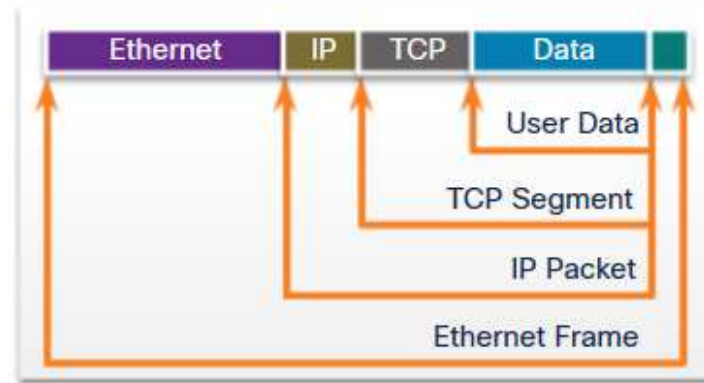 Ethernet IP TCP Data
User Data
TCP Segment
IP Packet
Ethernet Frame